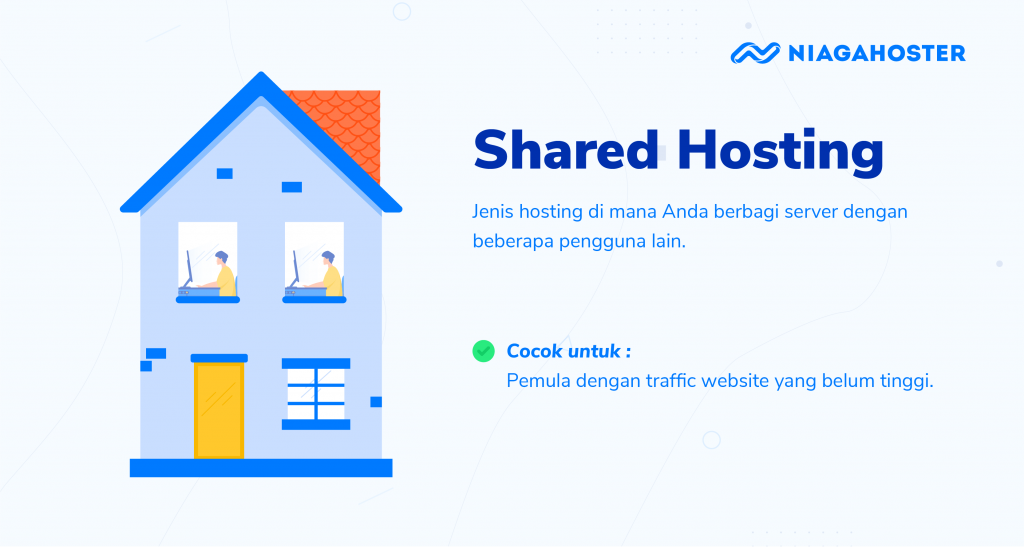 NIAGAHOSTER
Shared Hosting
Jenis hosting di mana Anda berbagi server dengan
beberapa pengguna lain.
Cocok untuk :
Pemula dengan traffic website yang belum tinggi.